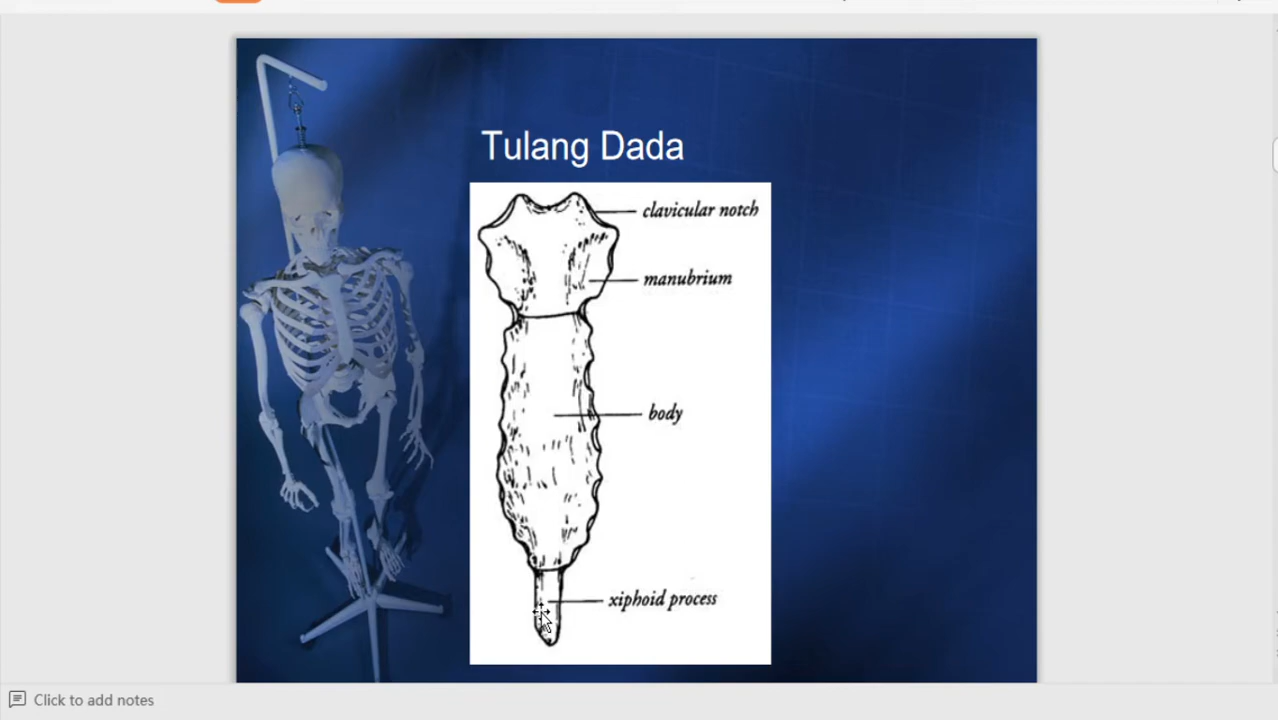 Tulang Dada
clavicular notch
manubrium
body
xiphoid process
Click to add notes